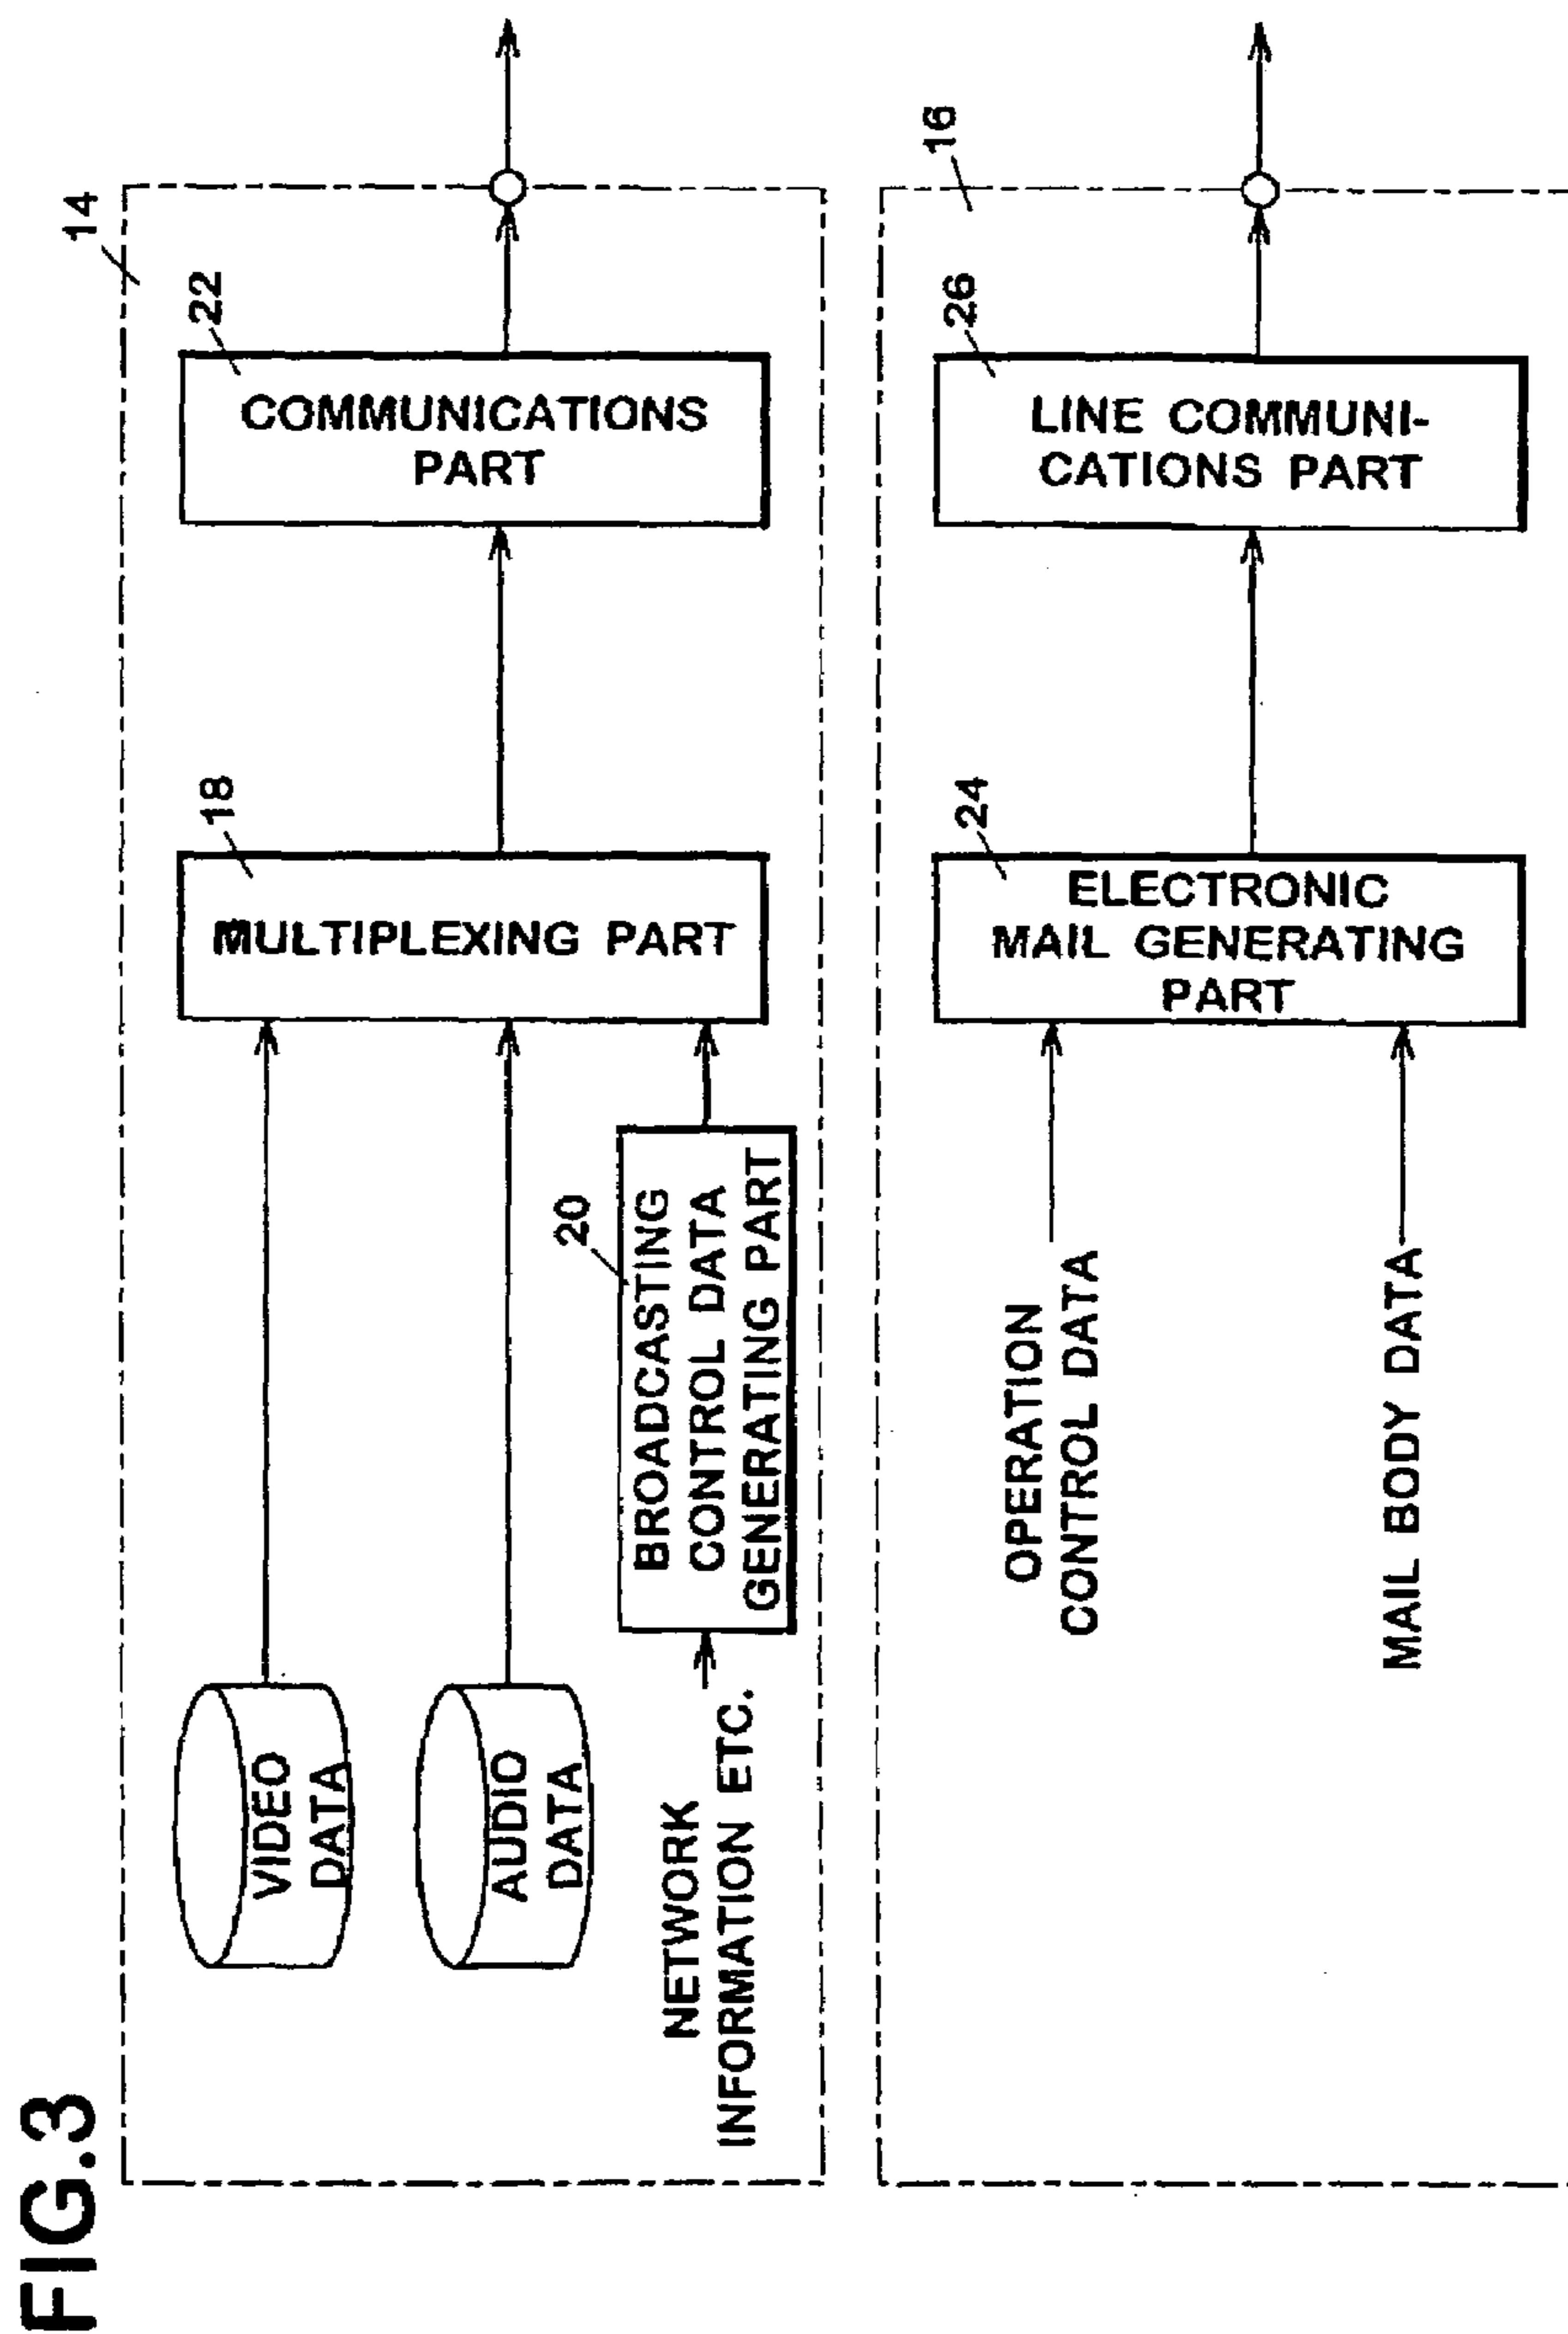 FIG.3
14
VIDEO
DATA
AUDIO
DATA
NETWORK
INFORMATION ETC.
20
BROADCASTING
CONTROL DATA
GENERATING PART
18
MULTIPLEXING PART
22
COMMUNICATIONS
PART
16
OPERATION
CONTROL DATA
MAIL BODY DATA
24
ELECTRONIC
MAIL GENERATING
PART
26
LINE COMMUNI-
CATIONS PART